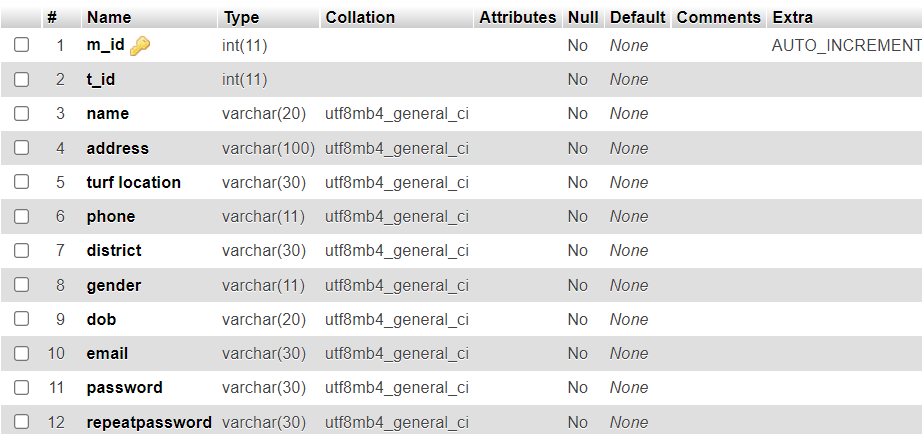 # Name Type Collation Attributes Null Default Comments Extra
1 m_id int(11) No None AUTO_INCREMENT
2 t_id int(11) No None
3 name varchar(20) utf8mb4_general_ci No None
4 address varchar(100) utf8mb4_general_ci No None
5 turf location varchar(30) utf8mb4_general_ci No None
6 phone varchar(11) utf8mb4_general_ci No None
7 district varchar(30) utf8mb4_general_ci No None
8 gender varchar(11) utf8mb4_general_ci No None
9 dob varchar(20) utf8mb4_general_ci No None
10 email varchar(30) utf8mb4_general_ci No None
11 password varchar(30) utf8mb4_general_ci No None
12 repeatpassword varchar(30) utf8mb4_general_ci No None